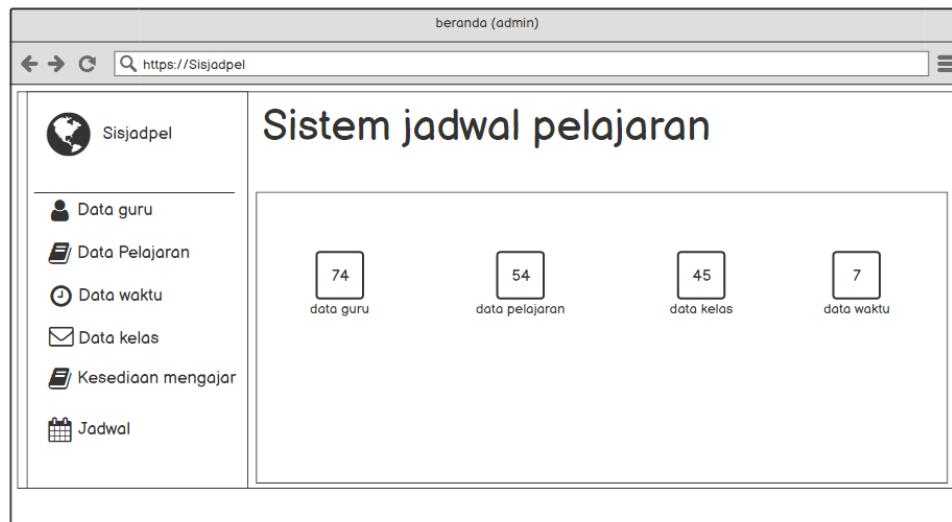 beranda (admin)
https://Sisjadpel
Sisjadpel
Data guru
Data Pelajaran
Data waktu
Data kelas
Kesediaan mengajar
Jadwal
Sistem jadwal pelajaran
74
data guru
54
data pelajaran
45
data kelas
7
data waktu